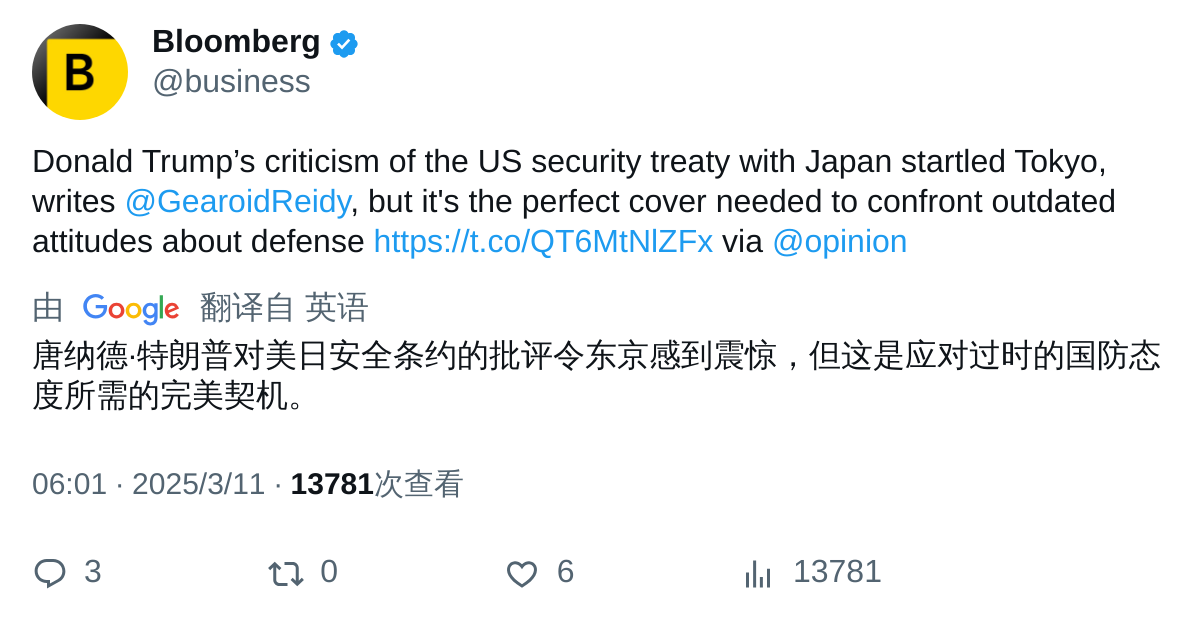 B
Bloomberg
@business
Donald Trump’s criticism of the US security treaty with Japan startled Tokyo,
writes @GearoidReidy, but it's the perfect cover needed to confront outdated
attitudes about defense https://t.co/QT6MtNlZFx via @opinion
由 Google 翻译自 英语
唐纳德·特朗普对美日安全条约的批评令东京感到震惊，但这是应对过时的国防态
度所需的完美契机。
06:01 · 2025/3/11 · 13781次查看
3 0 6 13781